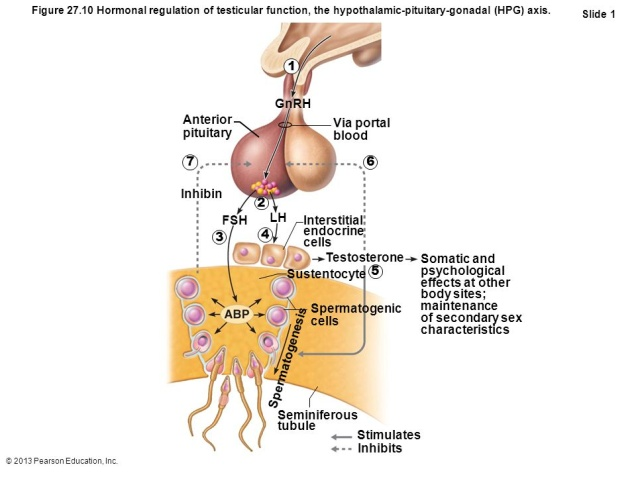 Figure 27.10 Hormonal regulation of testicular function, the hypothalamic-pituitary-gonadal (HPG) axis.
Slide 1
1
GnRH
Anterior
pituitary
Via portal
blood
7
6
Inhibin
2
FSH
LH
3
4
Interstitial
endocrine
cells
Testosterone
5
Somatic and
psychological
effects at other
body sites;
maintenance
of secondary sex
characteristics
Sustentocyte
ABP
Spermatogenic
cells
Spermatogenesis
Seminiferous
tubule
Stimulates
Inhibits
© 2013 Pearson Education, Inc.